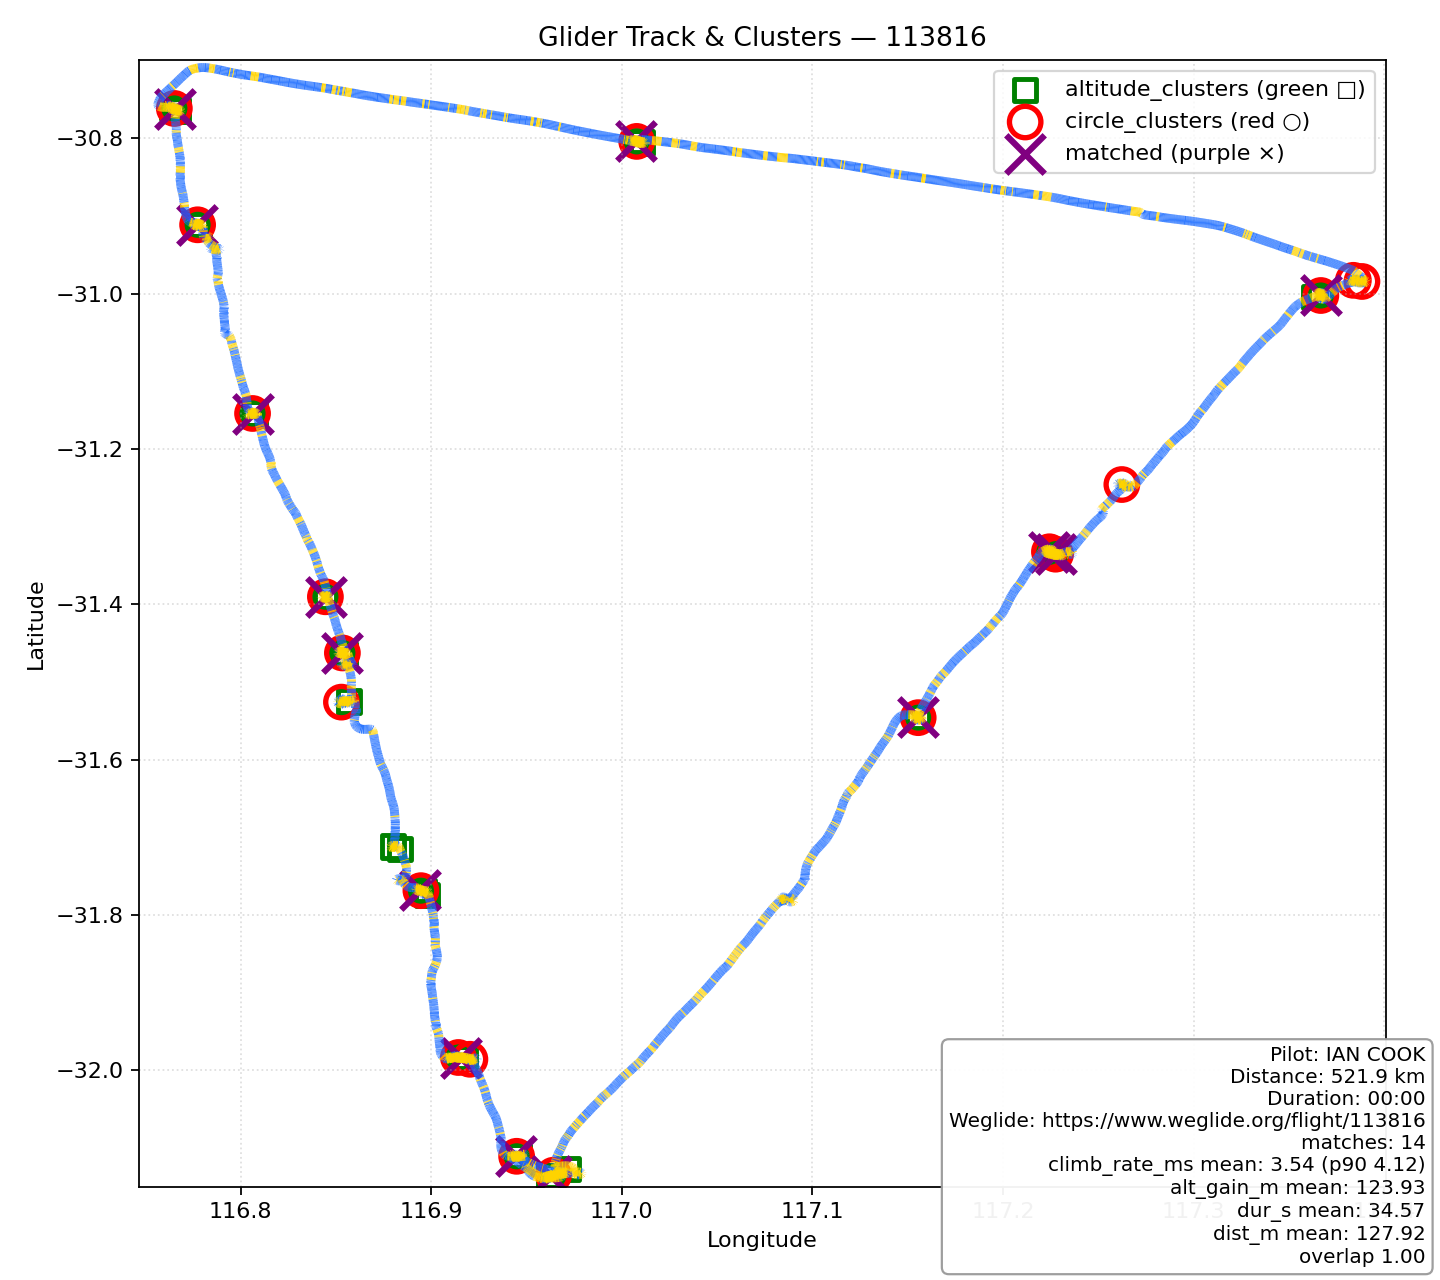 Glider Track & Clusters — 113816
altitude_clusters (green □)
circle_clusters (red ○)
matched (purple ×)
−30.8
−31.0
−31.2
−31.4
−31.6
−31.8
−32.0
Latitude
116.8
116.9
117.0
117.1
117.2
117.3
Longitude
Pilot: IAN COOK
Distance: 521.9 km
Duration: 00:00
Weglide: https://www.weglide.org/flight/113816
matches: 14
climb_rate_ms mean: 3.54 (p90 4.12)
alt_gain_m mean: 123.93
dur_s mean: 34.57
dist_m mean: 127.92
overlap 1.00